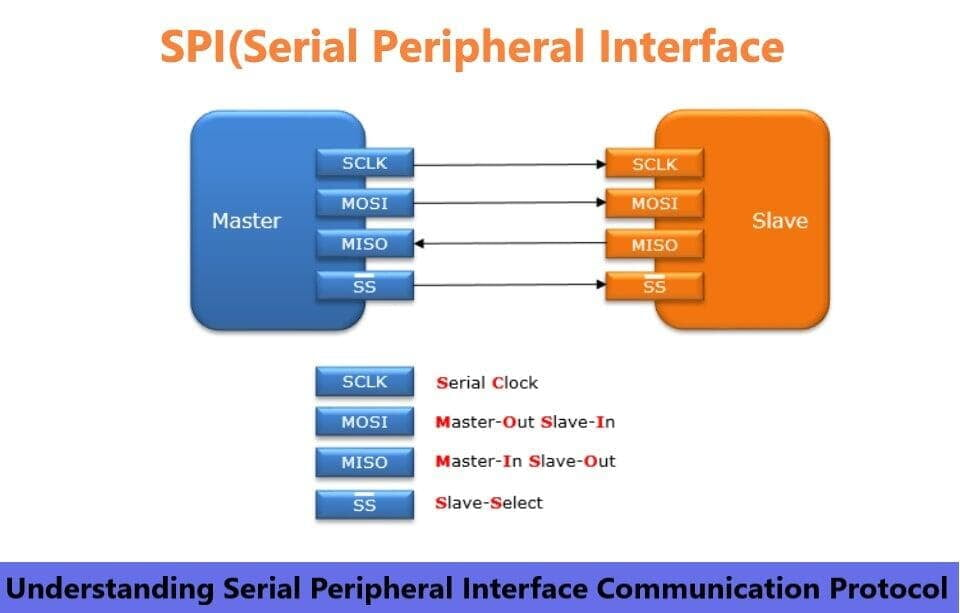 SPI(Serial Peripheral Interface
SCLK SCLK
MOSI MOSI
Master Slave
MISO MISO
SS SS
SCLK Serial Clock
MOSI Master-Out Slave-In
MISO Master-In Slave-Out
SS Slave-Select
Understanding Serial Peripheral Interface Communication Protocol